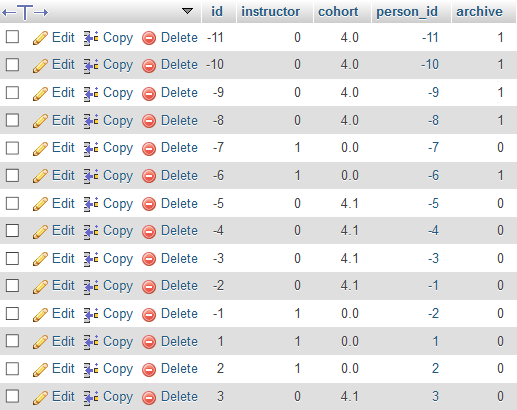 id instructor cohort person_id archive
Edit Copy Delete -11 0 4.0 -11 1
Edit Copy Delete -10 0 4.0 -10 1
Edit Copy Delete -9 0 4.0 -9 1
Edit Copy Delete -8 0 4.0 -8 1
Edit Copy Delete -7 1 0.0 -7 0
Edit Copy Delete -6 1 0.0 -6 1
Edit Copy Delete -5 0 4.1 -5 0
Edit Copy Delete -4 0 4.1 -4 0
Edit Copy Delete -3 0 4.1 -3 0
Edit Copy Delete -2 0 4.1 -1 0
Edit Copy Delete -1 1 0.0 -2 0
Edit Copy Delete 1 1 0.0 1 0
Edit Copy Delete 2 1 0.0 2 0
Edit Copy Delete 3 0 4.1 3 0